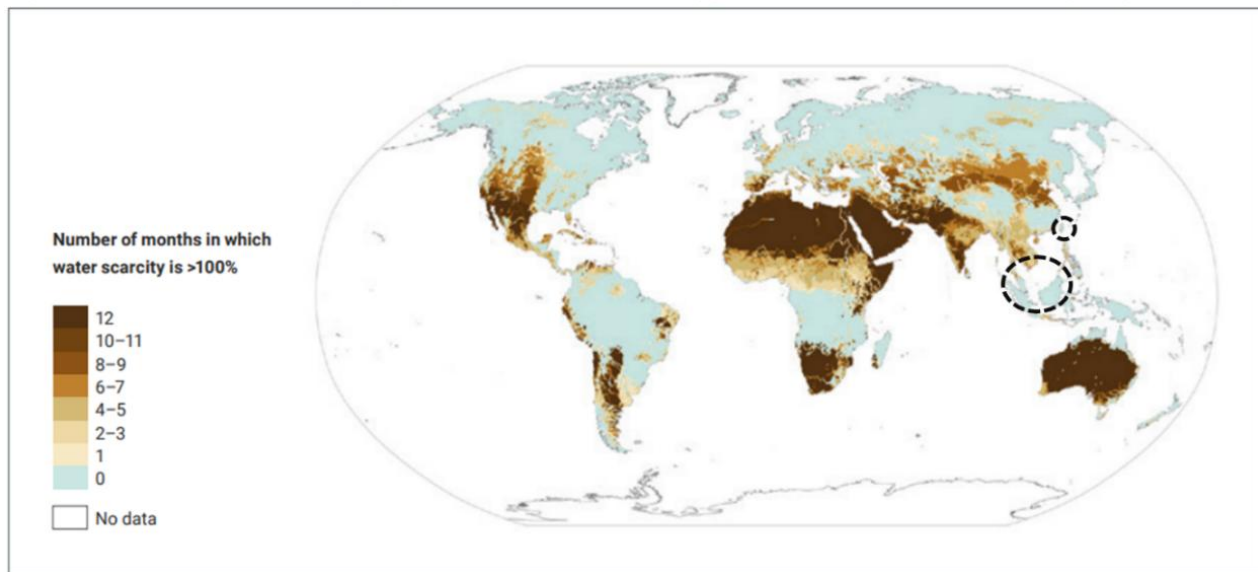 Number of months in which
water scarcity is >100%
12
10–11
8–9
6–7
4–5
2–3
1
0
No data